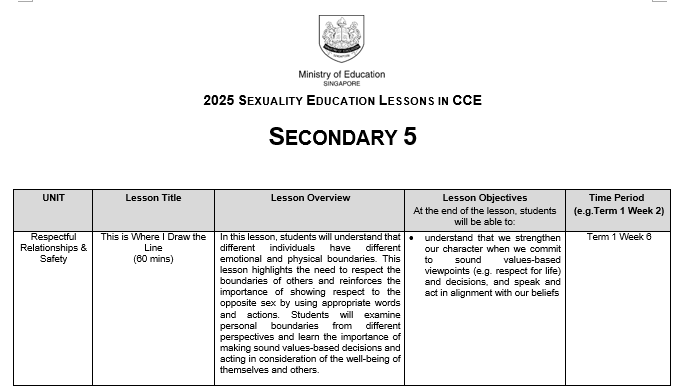 Ministry of Education
SINGAPORE
2025 SEXUALITY EDUCATION LESSONS IN CCE
SECONDARY 5
UNIT
Lesson Title
Lesson Overview
Lesson Objectives
At the end of the lesson, students
will be able to:
Time Period
(e.g.Term 1 Week 2)
Respectful
Relationships &
Safety
This is Where I Draw the
Line
(60 mins)
In this lesson, students will understand that
different individuals have different
emotional and physical boundaries. This
lesson highlights the need to respect the
boundaries of others and reinforces the
importance of showing respect to the
opposite sex by using appropriate words
and actions. Students will examine
personal boundaries from different
perspectives and learn the importance of
making sound values-based decisions and
acting in consideration of the well-being of
themselves and others.
• understand that we strengthen
our character when we commit
to sound values-based
viewpoints (e.g. respect for life)
and decisions, and speak and
act in alignment with our beliefs
Term 1 Week 6